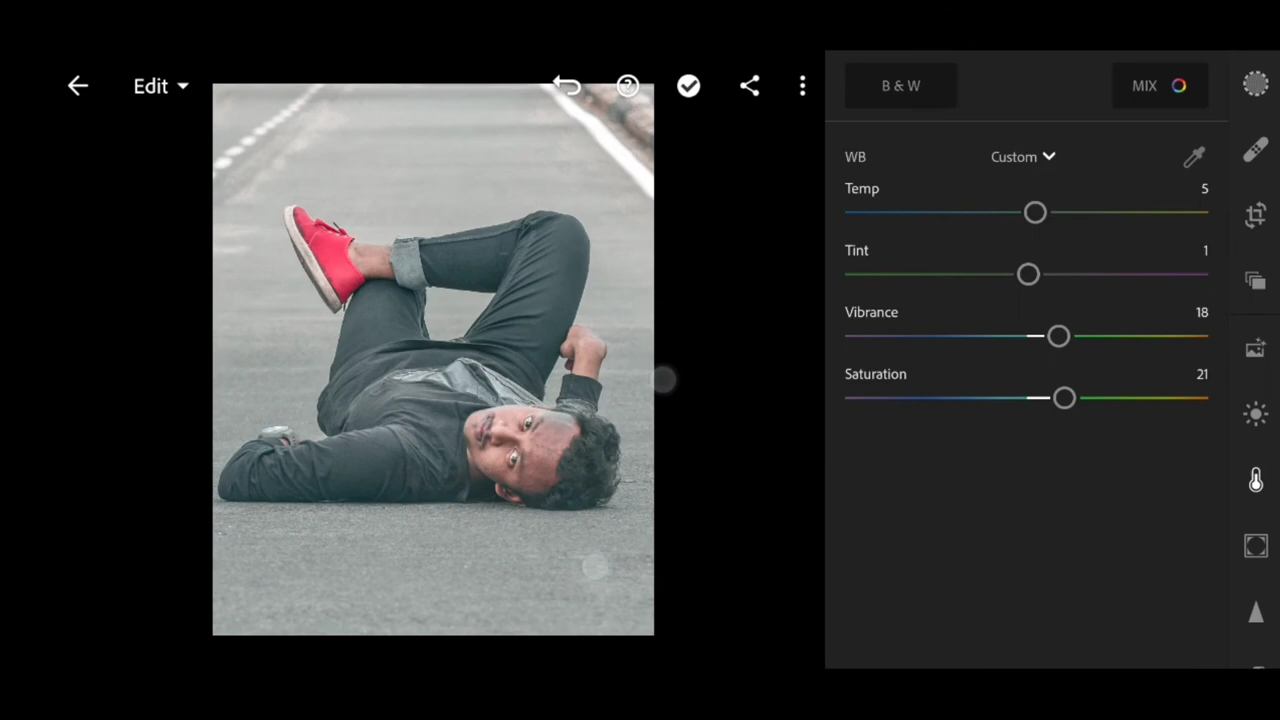 Edit
B & W
MIX
WB Custom
Temp 5
Tint 1
Vibrance 18
Saturation 21